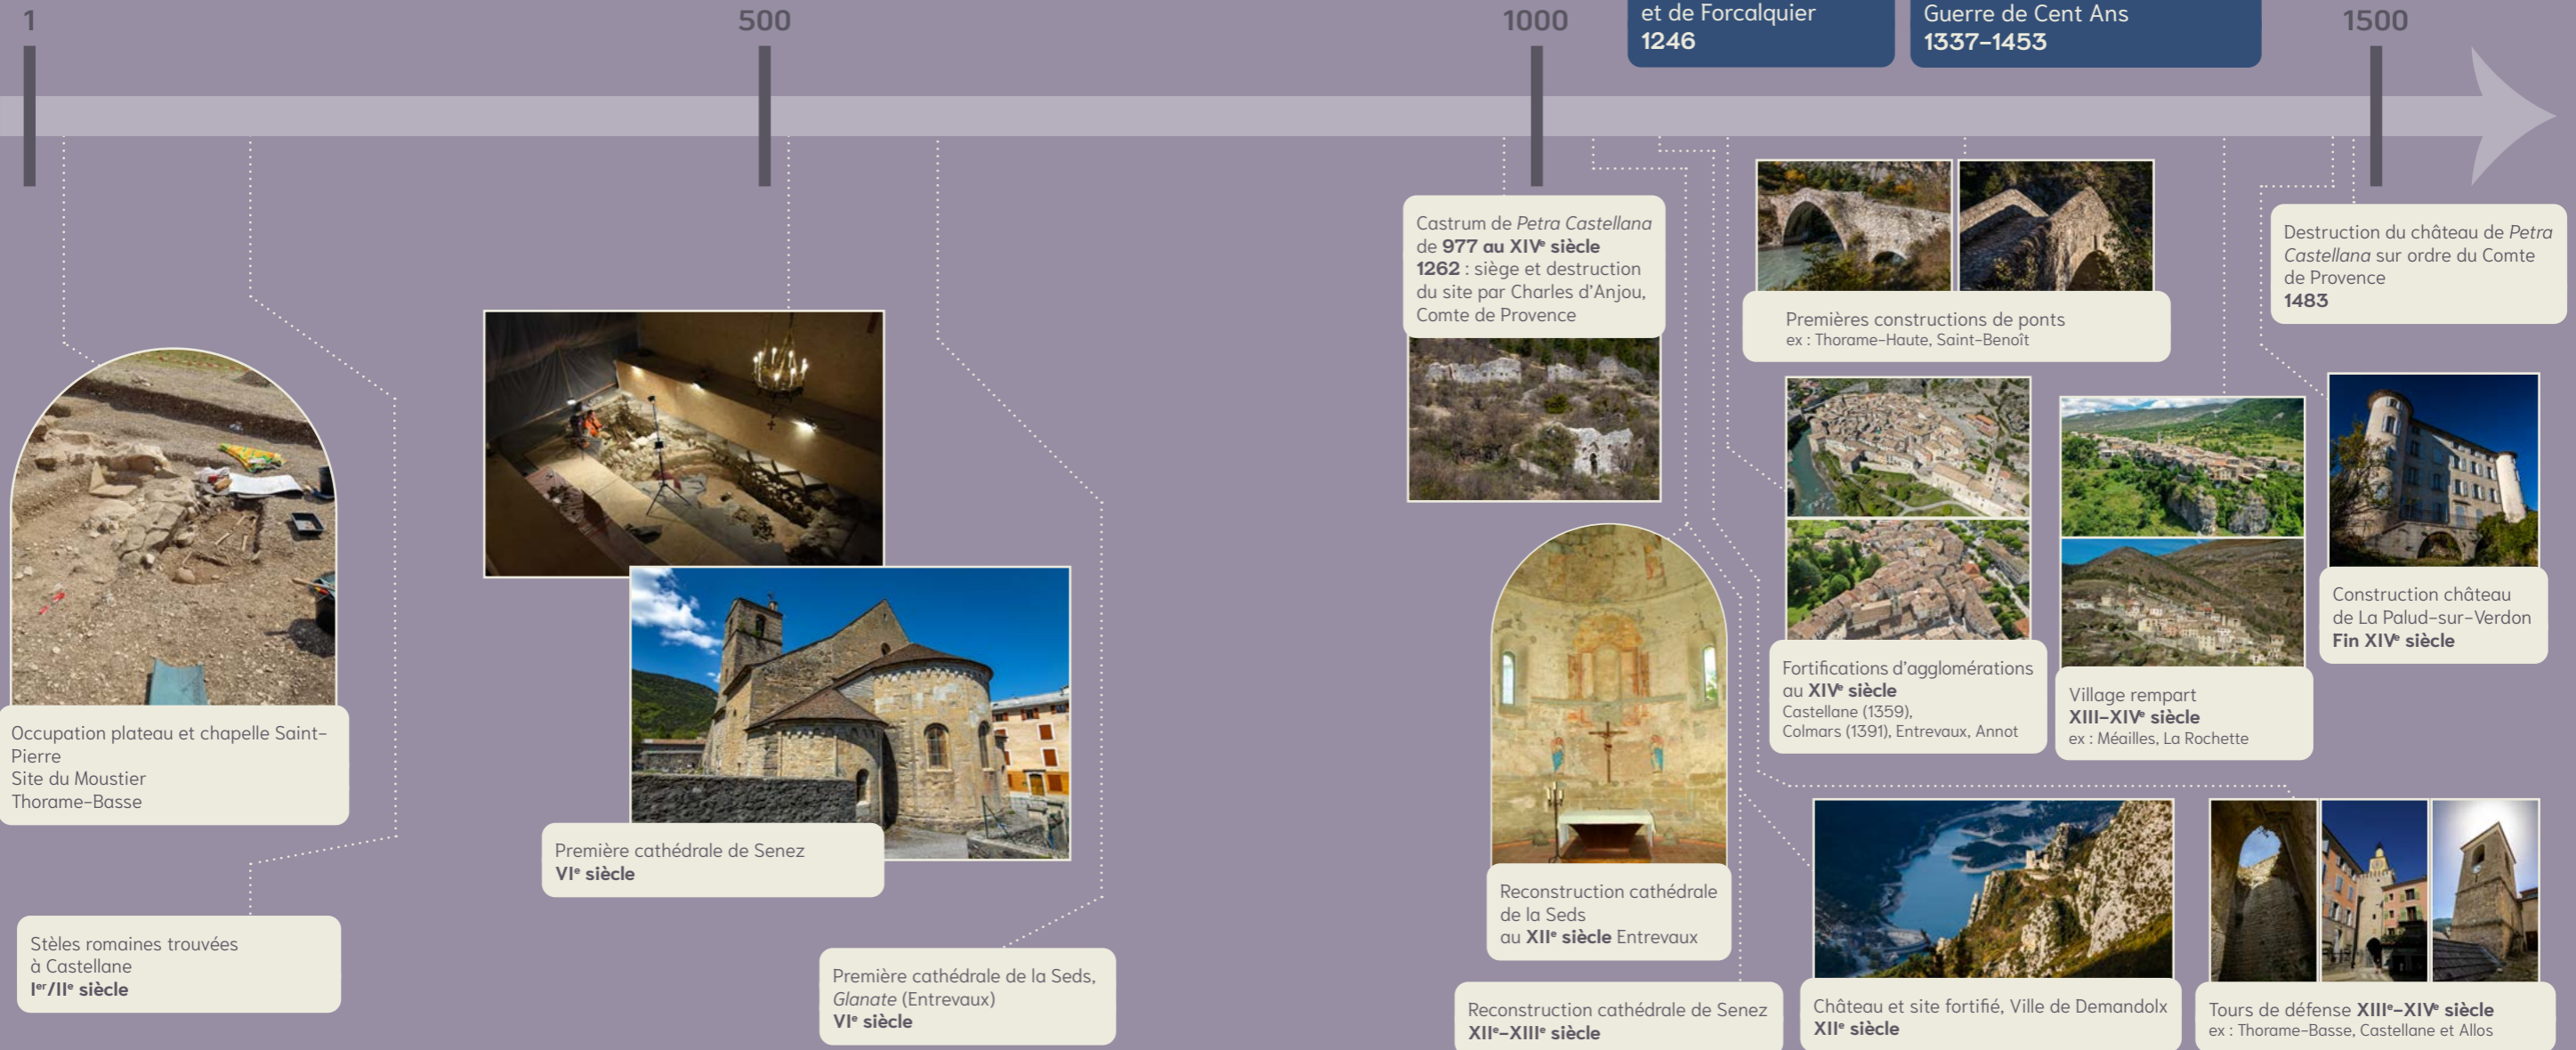 1
500
1000
et de Forcalquier
1246
Guerre de Cent Ans
1337-1453
1500
Castrum de Petra Castellana
de 977 au XIVe siècle
1262 : siège et destruction
du site par Charles d'Anjou,
Comte de Provence
Premières constructions de ponts
ex : Thorame-Haute, Saint-Benoît
Destruction du château de Petra
Castellana sur ordre du Comte
de Provence
1483
Construction château
de La Palud-sur-Verdon
Fin XIVe siècle
Fortifications d'agglomérations
au XIVe siècle
Castellane (1359),
Colmars (1391), Entrevaux, Annot
Village rempart
XIII-XIVe siècle
ex : Méailles, La Rochette
Occupation plateau et chapelle Saint-
Pierre
Site du Moustier
Thorame-Basse
Première cathédrale de Senez
VIe siècle
Reconstruction cathédrale
de la Seds
au XIIe siècle Entrevaux
Stèles romaines trouvées
à Castellane
Ier/IIe siècle
Première cathédrale de la Seds,
Glanate (Entrevaux)
VIe siècle
Reconstruction cathédrale de Senez
XIIe-XIIIe siècle
Château et site fortifié, Ville de Demandolx
XIIe siècle
Tours de défense XIIIe-XIVe siècle
ex : Thorame-Basse, Castellane et Allos